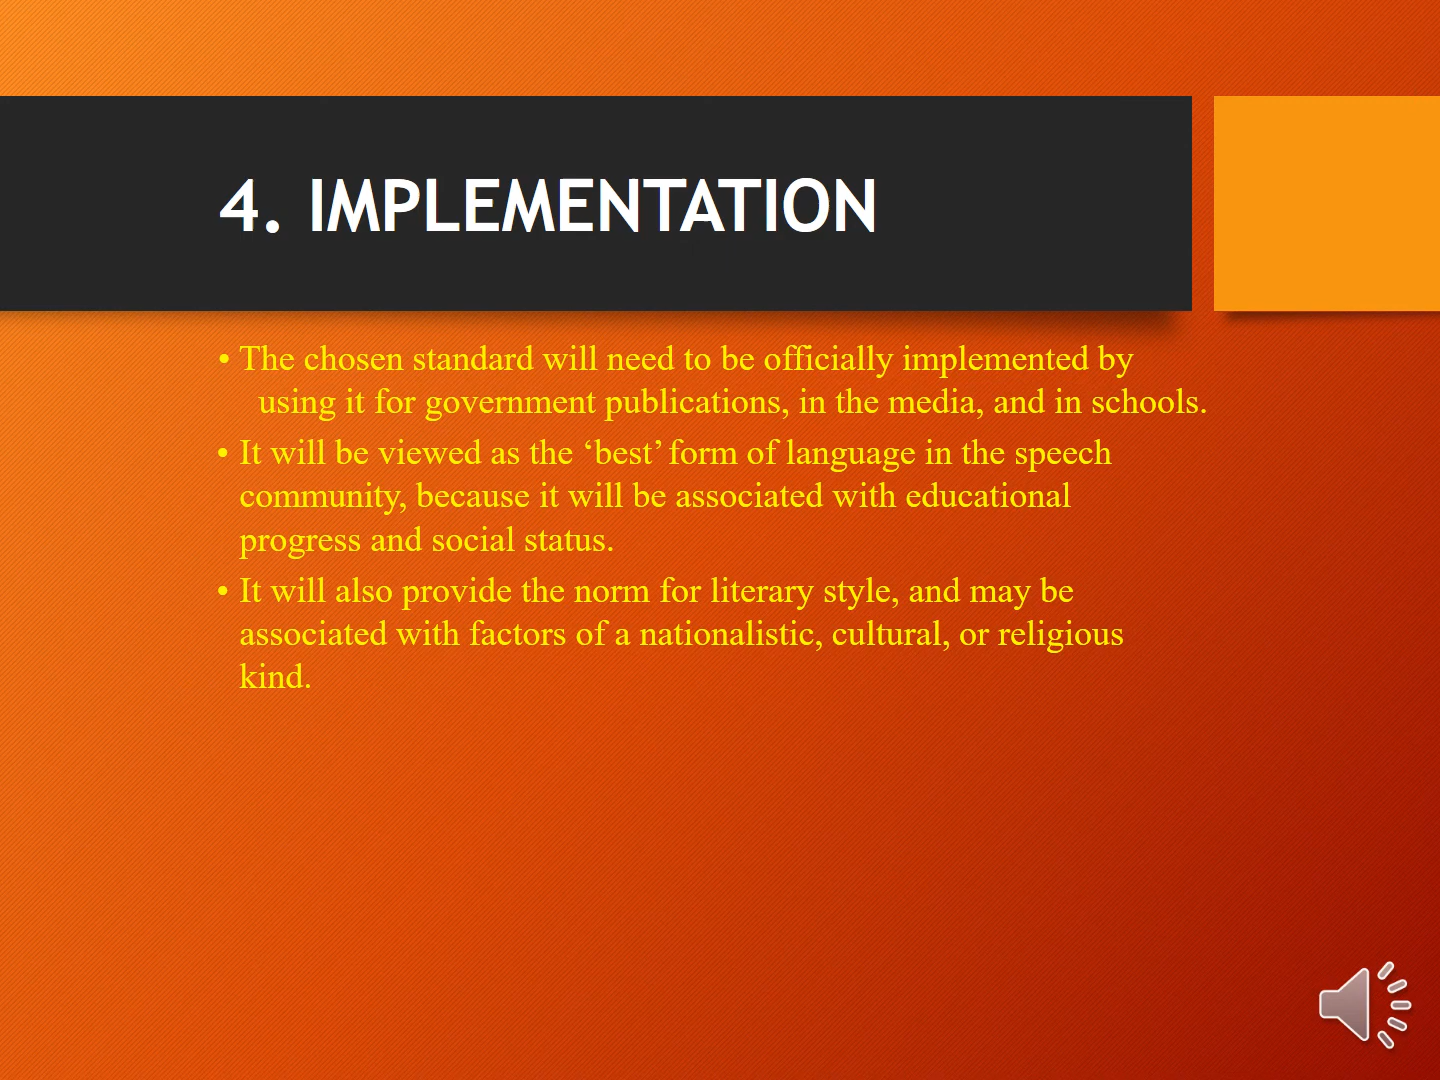 4. IMPLEMENTATION
• The chosen standard will need to be officially implemented by
using it for government publications, in the media, and in schools.
• It will be viewed as the ‘best’ form of language in the speech
community, because it will be associated with educational
progress and social status.
• It will also provide the norm for literary style, and may be
associated with factors of a nationalistic, cultural, or religious
kind.